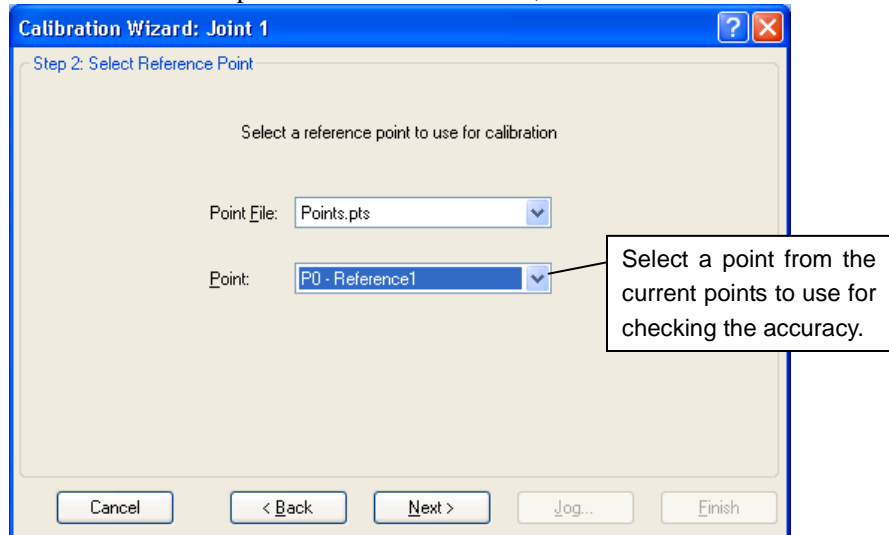 Calibration Wizard: Joint 1
Step 2: Select Reference Point
Select a reference point to use for calibration
Point File: Points.pts
Point: P0 - Reference1
Select a point from the
current points to use for
checking the accuracy.
Cancel < Back Next > Jog... Finish